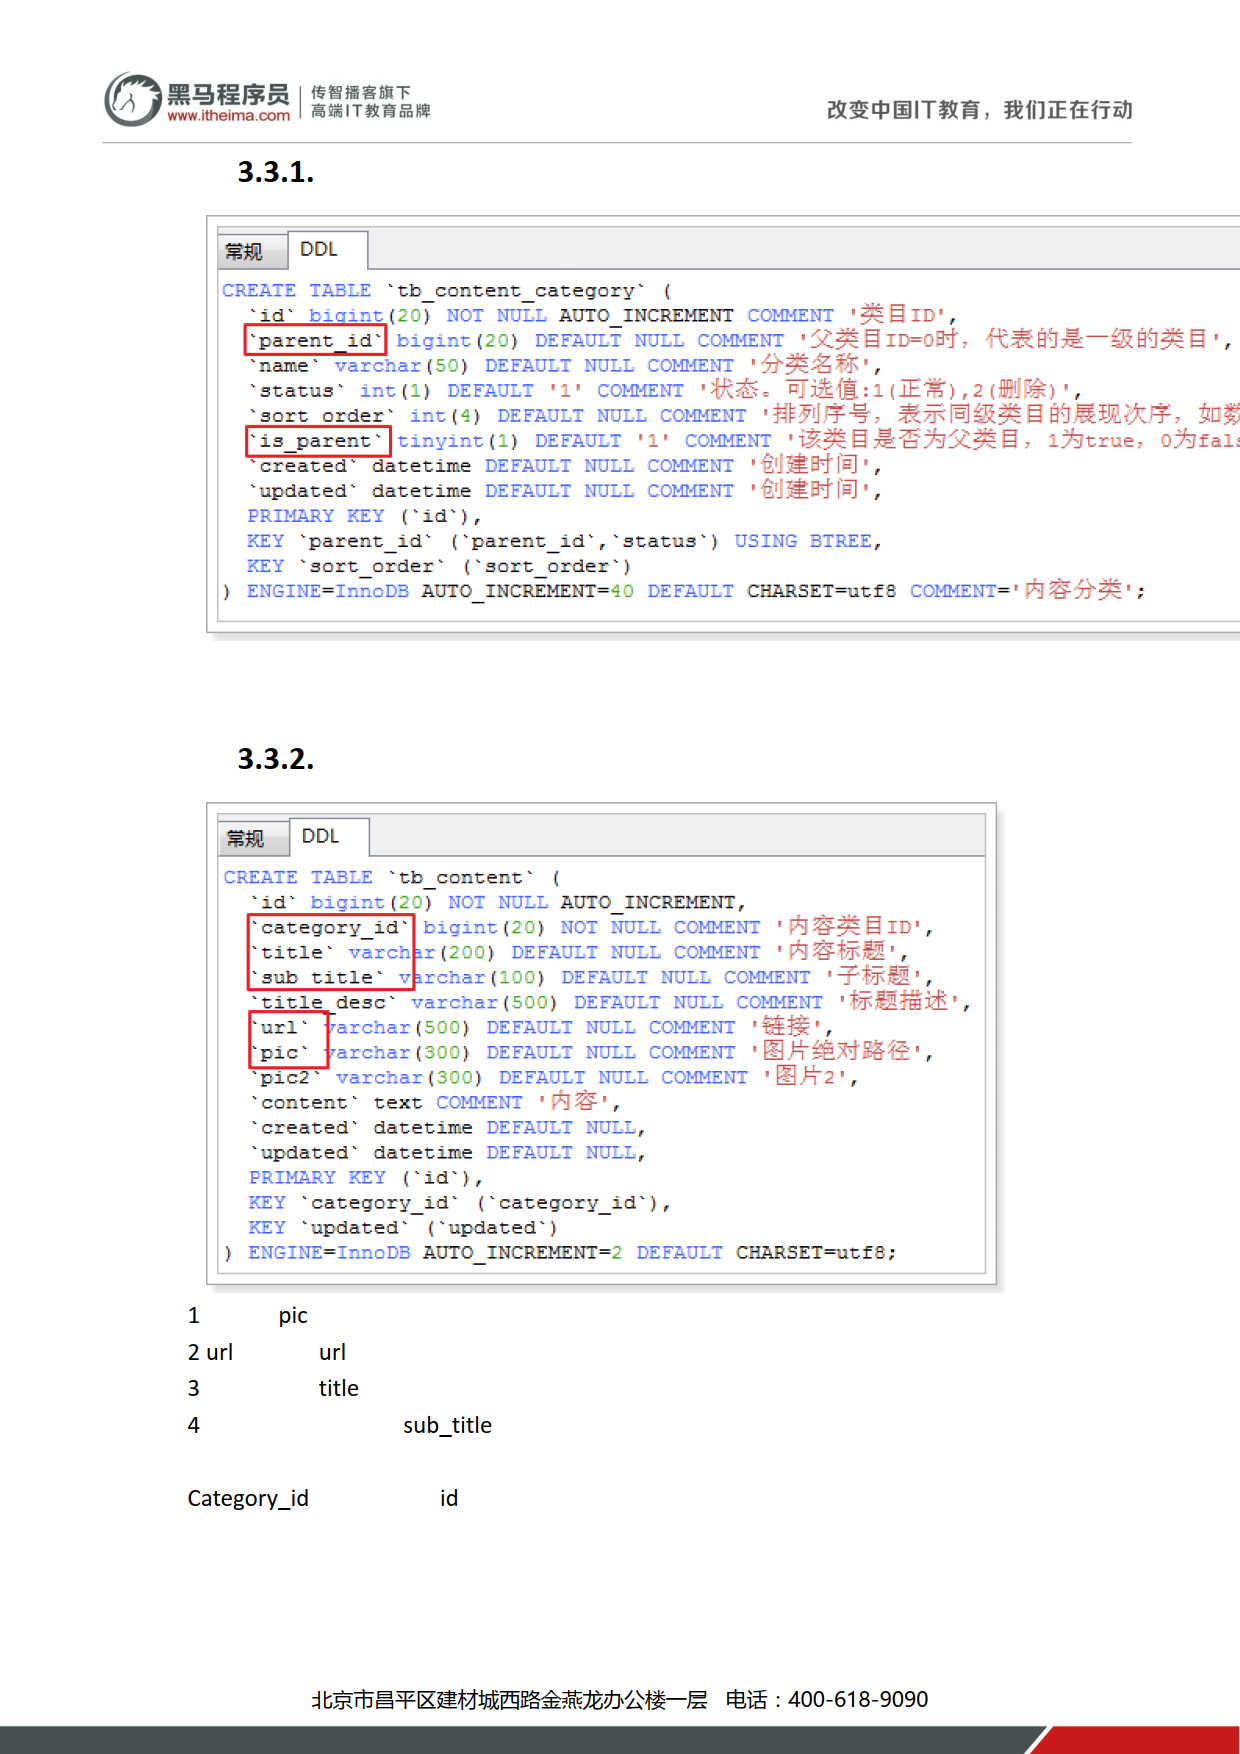 黑马程序员
www.itheima.com
传智播客旗下
高端IT教育品牌
改变中国IT教育，我们正在行动
3.3.1.
常规 DDL
CREATE TABLE `tb_content_category` (
`id` bigint(20) NOT NULL AUTO_INCREMENT COMMENT '类目ID',
`parent_id` bigint(20) DEFAULT NULL COMMENT '父类目ID=0时，代表的是一级的类目',
`name` varchar(50) DEFAULT NULL COMMENT '分类名称',
`status` int(1) DEFAULT '1' COMMENT '状态。可选值:1(正常),2(删除)',
`sort_order` int(4) DEFAULT NULL COMMENT '排列序号，表示同级类目的展现次序，如数
`is_parent` tinyint(1) DEFAULT '1' COMMENT '该类目是否为父类目，1为true，0为fals
`created` datetime DEFAULT NULL COMMENT '创建时间',
`updated` datetime DEFAULT NULL COMMENT '创建时间',
PRIMARY KEY (`id`),
KEY `parent_id` (`parent_id`,`status`) USING BTREE,
KEY `sort_order` (`sort_order`)
) ENGINE=InnoDB AUTO_INCREMENT=40 DEFAULT CHARSET=utf8 COMMENT='内容分类';
3.3.2.
常规 DDL
CREATE TABLE `tb_content` (
`id` bigint(20) NOT NULL AUTO_INCREMENT,
`category_id` bigint(20) NOT NULL COMMENT '内容类目ID',
`title` varchar(200) DEFAULT NULL COMMENT '内容标题',
`sub_title` varchar(100) DEFAULT NULL COMMENT '子标题',
`title_desc` varchar(500) DEFAULT NULL COMMENT '标题描述',
`url` varchar(500) DEFAULT NULL COMMENT '链接',
`pic` varchar(300) DEFAULT NULL COMMENT '图片绝对路径',
`pic2` varchar(300) DEFAULT NULL COMMENT '图片2',
`content` text COMMENT '内容',
`created` datetime DEFAULT NULL,
`updated` datetime DEFAULT NULL,
PRIMARY KEY (`id`),
KEY `category_id` (`category_id`),
KEY `updated` (`updated`)
) ENGINE=InnoDB AUTO_INCREMENT=2 DEFAULT CHARSET=utf8;
1 pic
2 url url
3 title
4 sub_title
Category_id id
北京市昌平区建材城西路金燕龙办公楼一层 电话：400-618-9090